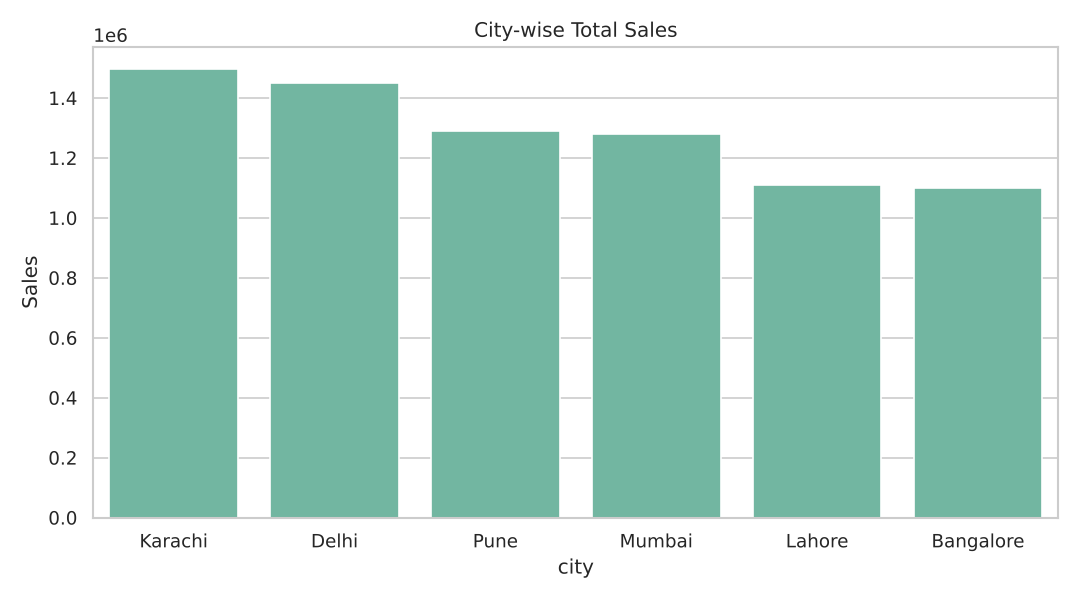 City-wise Total Sales
1e6
1.4
1.2
1.0
0.8
0.6
0.4
0.2
0.0
Sales
Karachi Delhi Pune Mumbai Lahore Bangalore
city